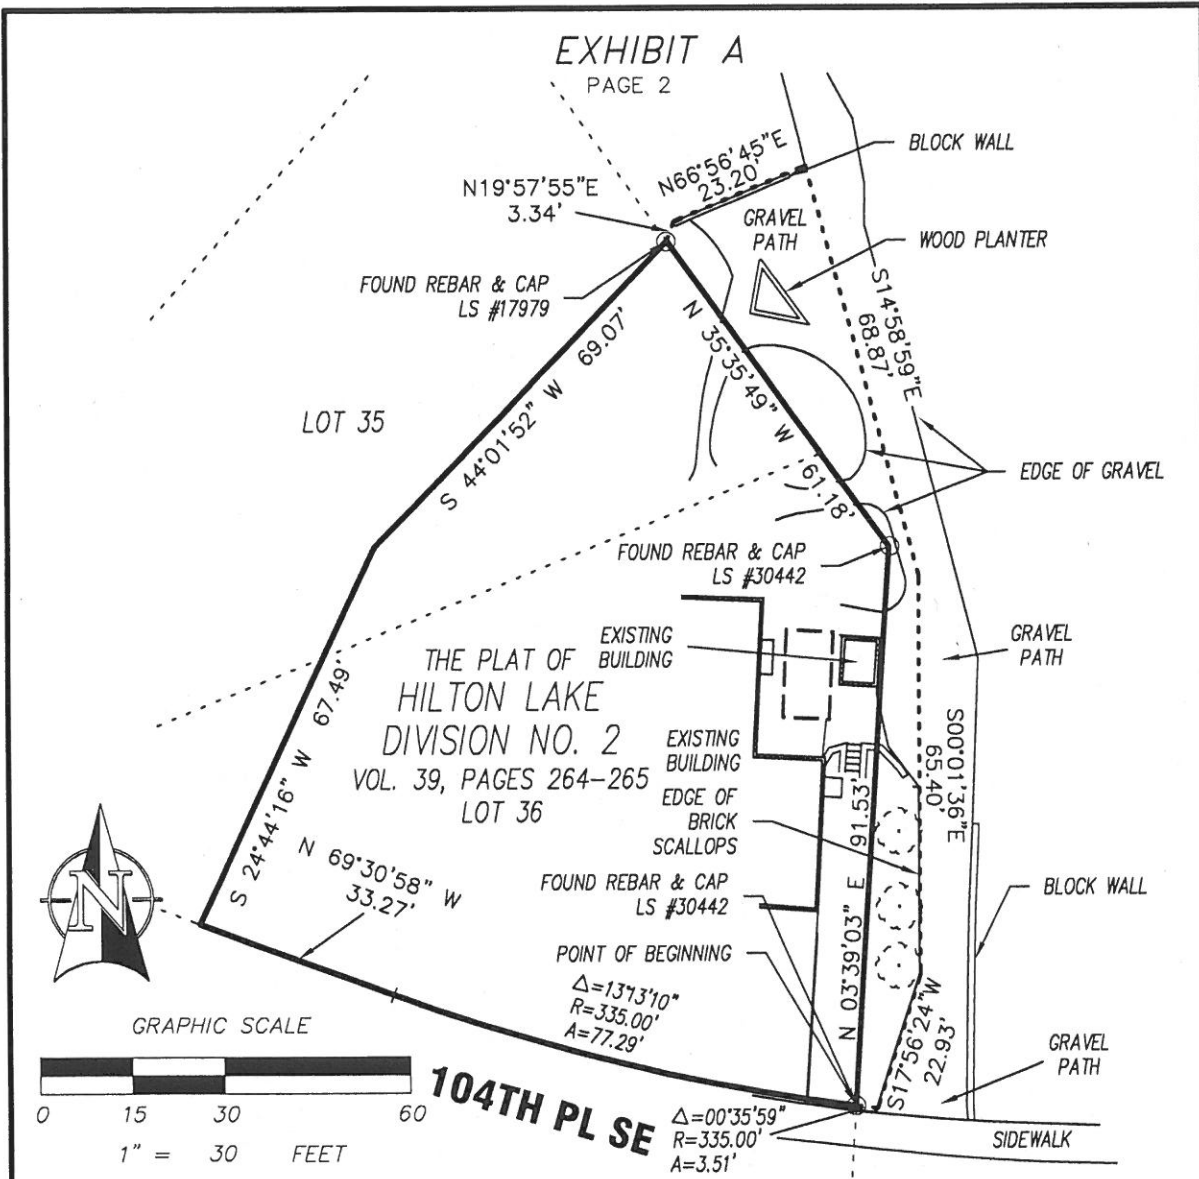 EXHIBIT A
PAGE 2
BLOCK WALL
N66°56'45"E
23.20'
N19°57'55"E
3.34'
GRAVEL
PATH
WOOD PLANTER
FOUND REBAR & CAP
LS #17979
S14°58'59"E
68.87'
N 35°35'49" W 61.18'
S 44°01'52" W 69.07'
LOT 35
EDGE OF GRAVEL
FOUND REBAR & CAP
LS #30442
EXISTING
BUILDING
GRAVEL
PATH
THE PLAT OF
HILTON LAKE
DIVISION NO. 2
VOL. 39, PAGES 264-265
LOT 36
S 24°44'16" W 67.49'
EXISTING
BUILDING
S00°01'36"E
65.40'
EDGE OF
BRICK
SCALLOPS
N 69°30'58" W
33.27'
N 03°39'03" E 91.53'
FOUND REBAR & CAP
LS #30442
BLOCK WALL
N
POINT OF BEGINNING
Δ=13°13'10"
R=335.00'
A=77.29'
S17°56'24"W
22.93'
GRAVEL
PATH
GRAPHIC SCALE
0 15 30 60
1" = 30 FEET
104TH PL SE
Δ=00°35'59"
R=335.00'
A=3.51'
SIDEWALK